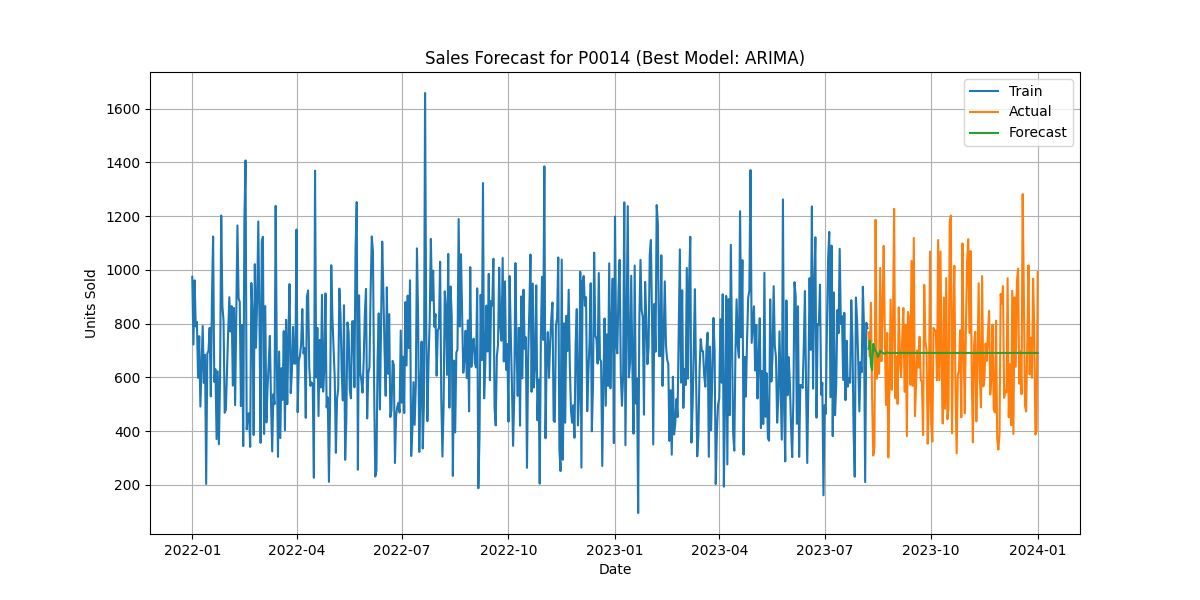 Sales Forecast for P0014 (Best Model: ARIMA)
Train
Actual
Forecast
Units Sold
1600
1400
1200
1000
800
600
400
200
2022-01 2022-04 2022-07 2022-10 2023-01 2023-04 2023-07 2023-10 2024-01
Date